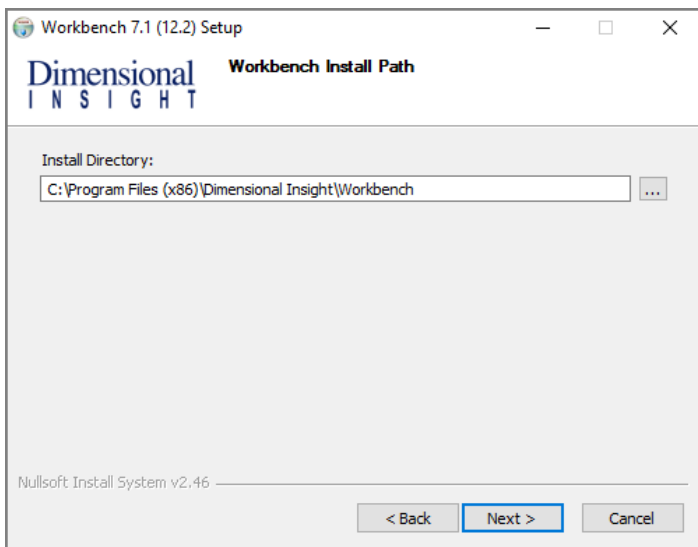 Workbench 7.1 (12.2) Setup
Dimensional
INSIGHT
Workbench Install Path
Install Directory:
C:\Program Files (x86)\Dimensional Insight\Workbench
...
Nullsoft Install System v2.46
< Back
Next >
Cancel